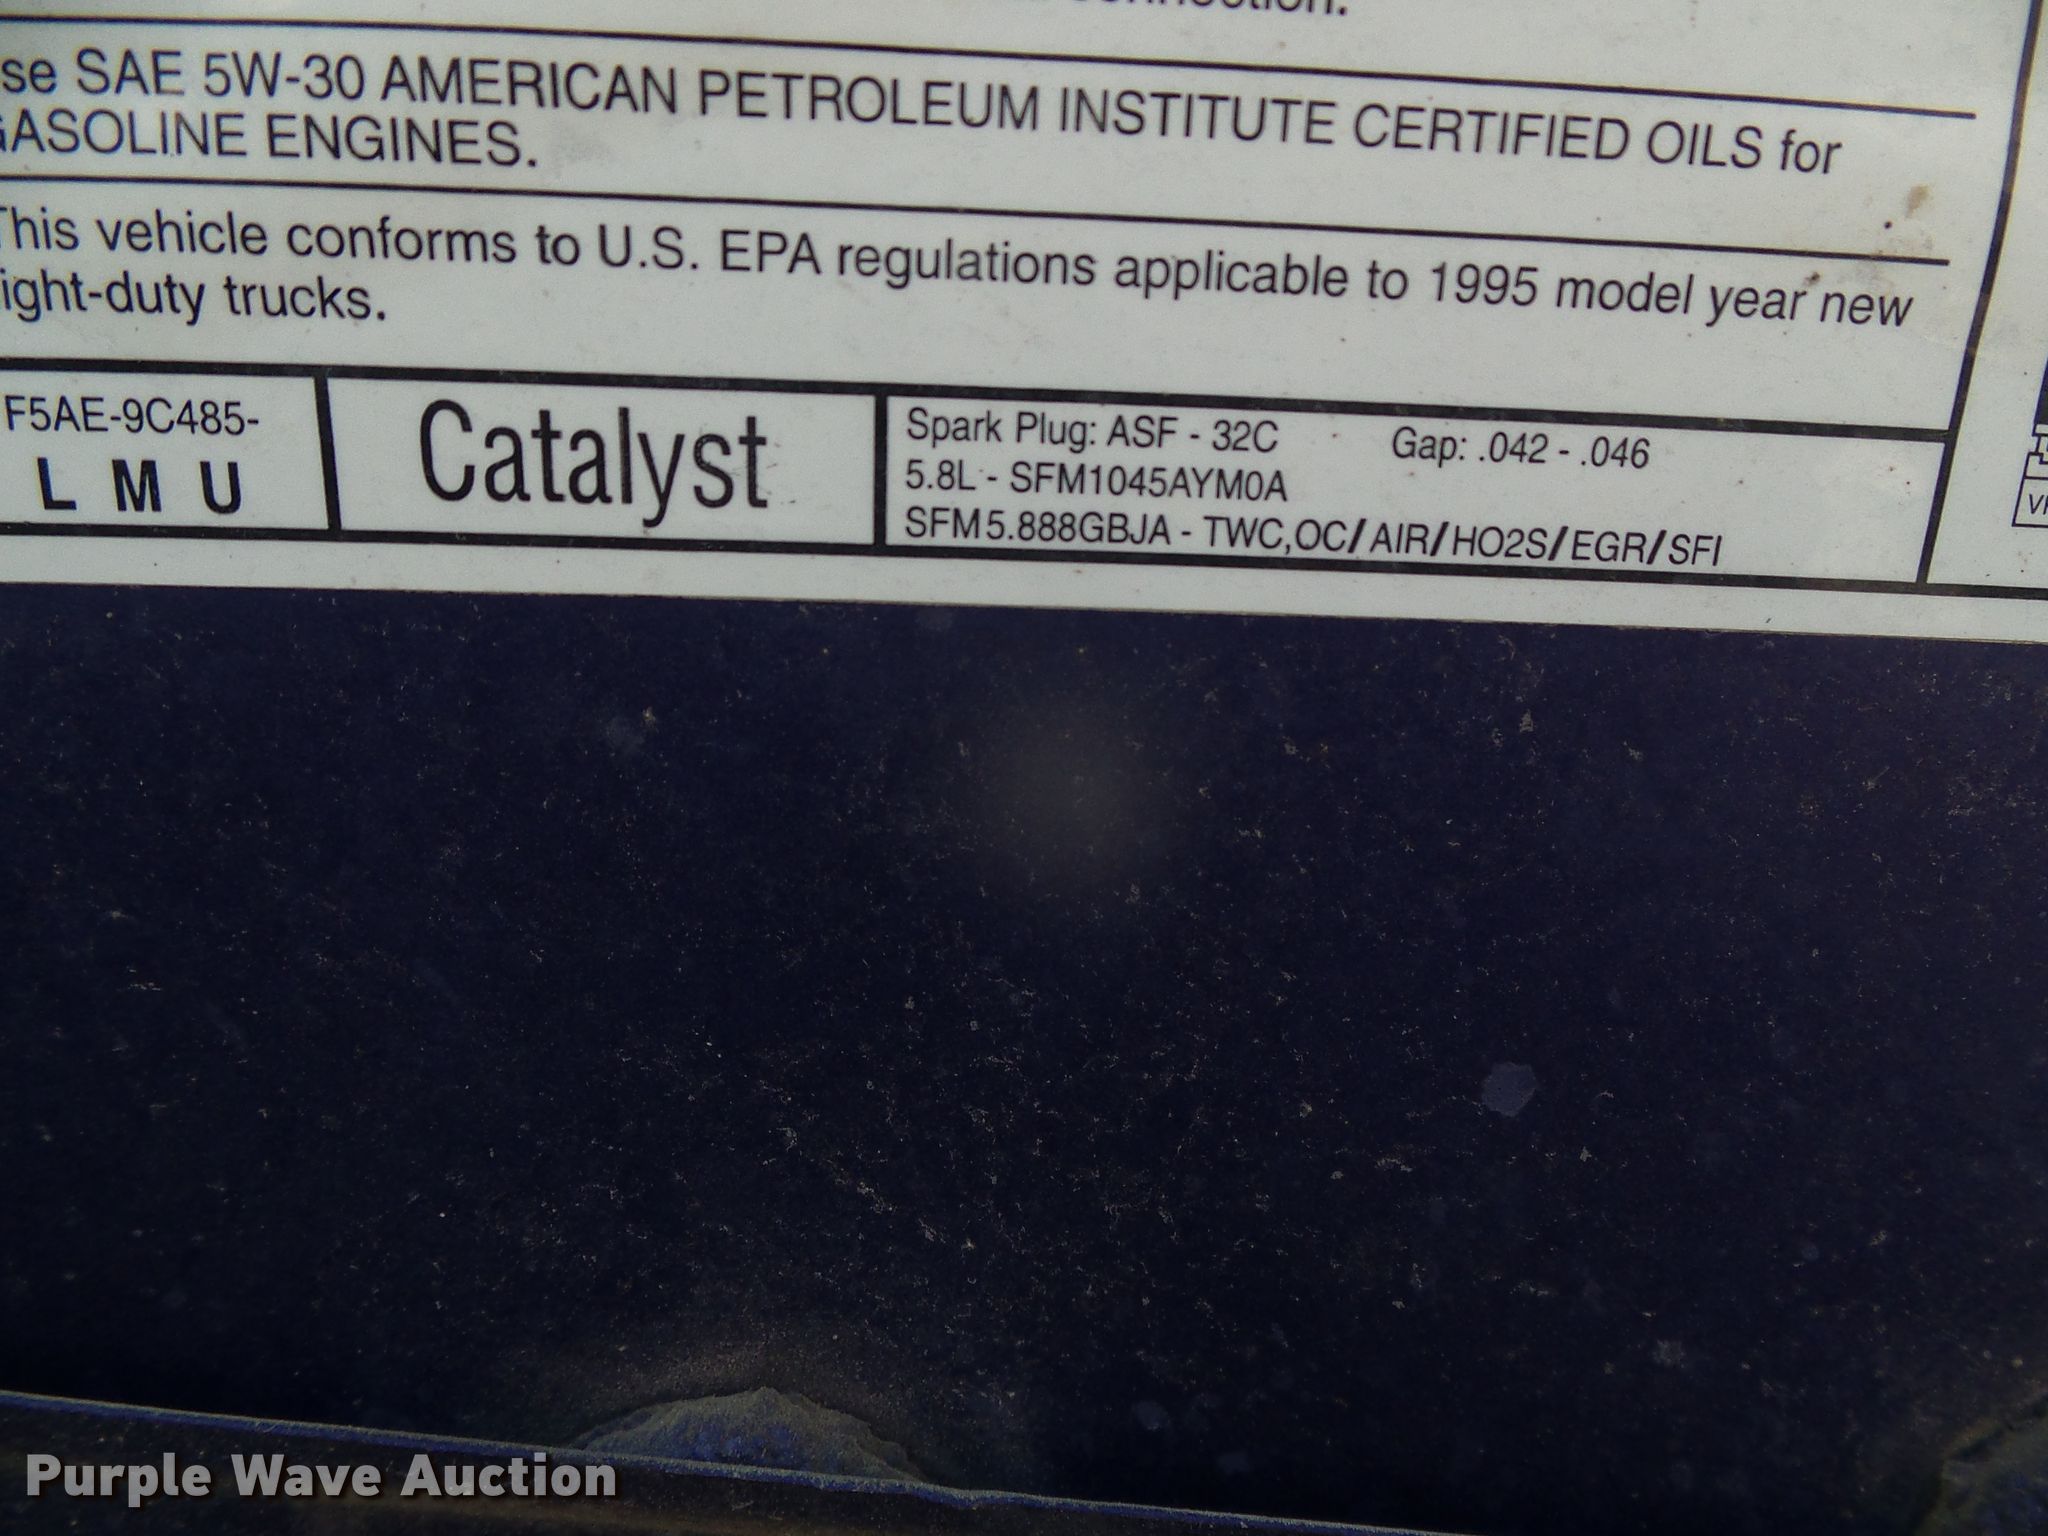 connection.
se SAE 5W-30 AMERICAN PETROLEUM INSTITUTE CERTIFIED OILS for
GASOLINE ENGINES.
This vehicle conforms to U.S. EPA regulations applicable to 1995 model year new
light-duty trucks.
F5AE-9C485-
L M U
Catalyst
Spark Plug: ASF - 32C Gap: .042 - .046
5.8L - SFM1045AYM0A
SFM5.888GBJA - TWC,OC/AIR/HO2S/EGR/SFI
Purple Wave Auction